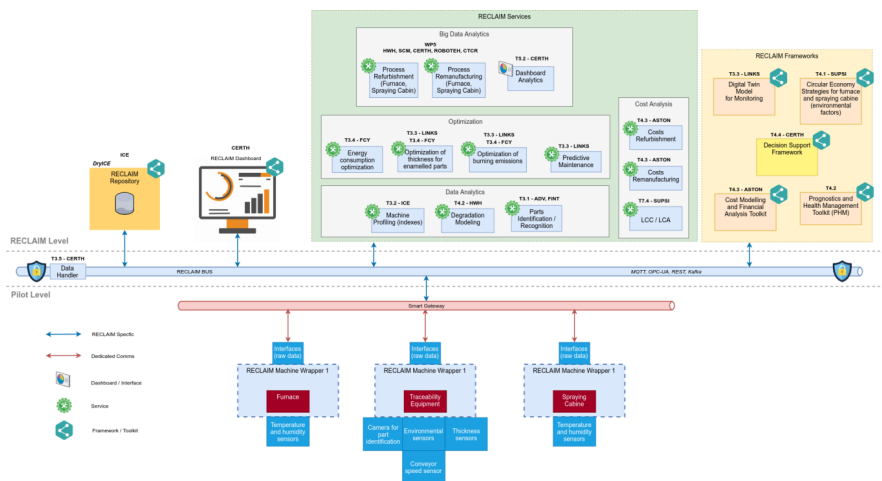 RECLAIM Services
Big Data Analytics
WP5
HWH, SCM, CERTH, ROBOTEH, CTCR
Process
Refurbishment
(Furnace,
Spraying Cabin)
Process
Remanufacturing
(Furnace,
Spraying Cabin)
T5.2 - CERTH
Dashboard
Analytics
Optimization
T3.4 - FCY
Energy
consumption
optimization
T3.3 - LINKS
T3.4 - FCY
Optimization of
thickness for
enamelled parts
T3.3 - LINKS
T3.4 - FCY
Optimization of
burning emissions
T3.3 - LINKS
Predictive
Maintenance
Data Analytics
T3.2 - ICE
Machine
Profiling (indexes)
T4.2 - HWH
Degradation
Modeling
T3.1 - ADV, FINT
Parts
Identification /
Recognition
Cost Analysis
T4.3 - ASTON
Costs
Refurbishment
T4.3 - ASTON
Costs
Remanufacturing
T7.4 - SUPSI
LCC / LCA
RECLAIM Frameworks
T3.3 - LINKS
Digital Twin
Model
for Monitoring
T4.1 - SUPSI
Circular Economy
Strategies for furnace
and spraying cabine
(environmental
factors)
T4.4 - CERTH
Decision Support
Framework
T4.3 - ASTON
Cost Modelling
and Financial
Analysis Toolkit
T4.2
Prognostics and
Health Management
Toolkit (PHM)
ICE
DryICE
RECLAIM
Repository
CERTH
RECLAIM Dashboard
RECLAIM Level
T3.5 - CERTH
Data
Handler
RECLAIM BUS
MQTT, OPC-UA, REST, Kafka
Pilot Level
Smart Gateway
RECLAIM Specfic
Dedicated Comms
Dashboard / Interface
Service
Framework / Toolkit
Interfaces
(raw data)
RECLAIM Machine Wrapper 1
Furnace
Temperature
and humidity
sensors
Interfaces
(raw data)
RECLAIM Machine Wrapper 1
Traceability
Equipment
Camera for
part
identification
Environmental
sensors
Thickness
sensors
Conveyor
speed sensor
Interfaces
(raw data)
RECLAIM Machine Wrapper 1
Spraying
Cabine
Temperature
and humidity
sensors